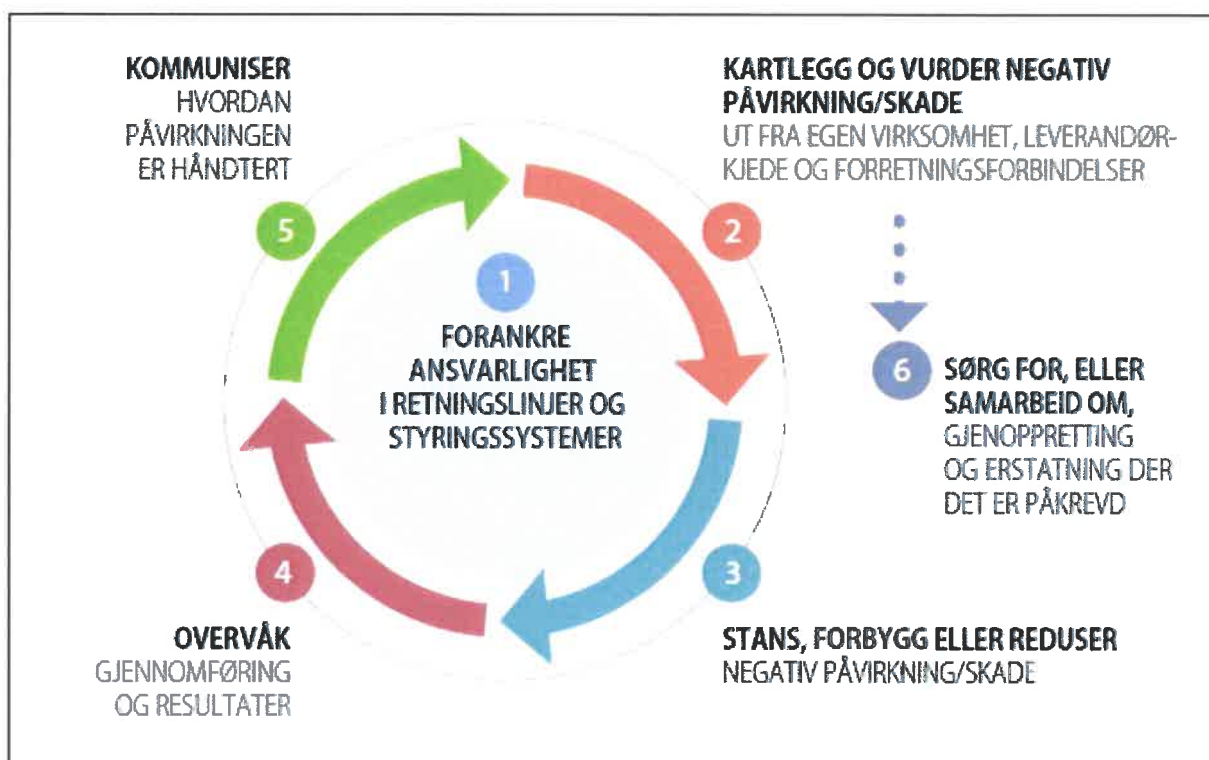 KOMMUNISER
HVORDAN
PÅVIRKNINGEN
ER HÅNDTERT
5
1
FORANKRE
ANSVARLIGHET
I RETNINGSLINJER OG
STYRINGSSYSTEMER
KARTLEGG OG VURDER NEGATIV
PÅVIRKNING/SKADE
UT FRA EGEN VIRKSOMHET, LEVERANDØR-
KJEDE OG FORRETNINGSFORBINDELSER
2
6
SØRG FOR, ELLER
SAMARBEID OM,
GJENOPPRETTING
OG ERSTATNING DER
DET ER PÅKREVD
3
STANS, FORBYGG ELLER REDUSER
NEGATIV PÅVIRKNING/SKADE
4
OVERVÅK
GJENNOMFØRING
OG RESULTATER